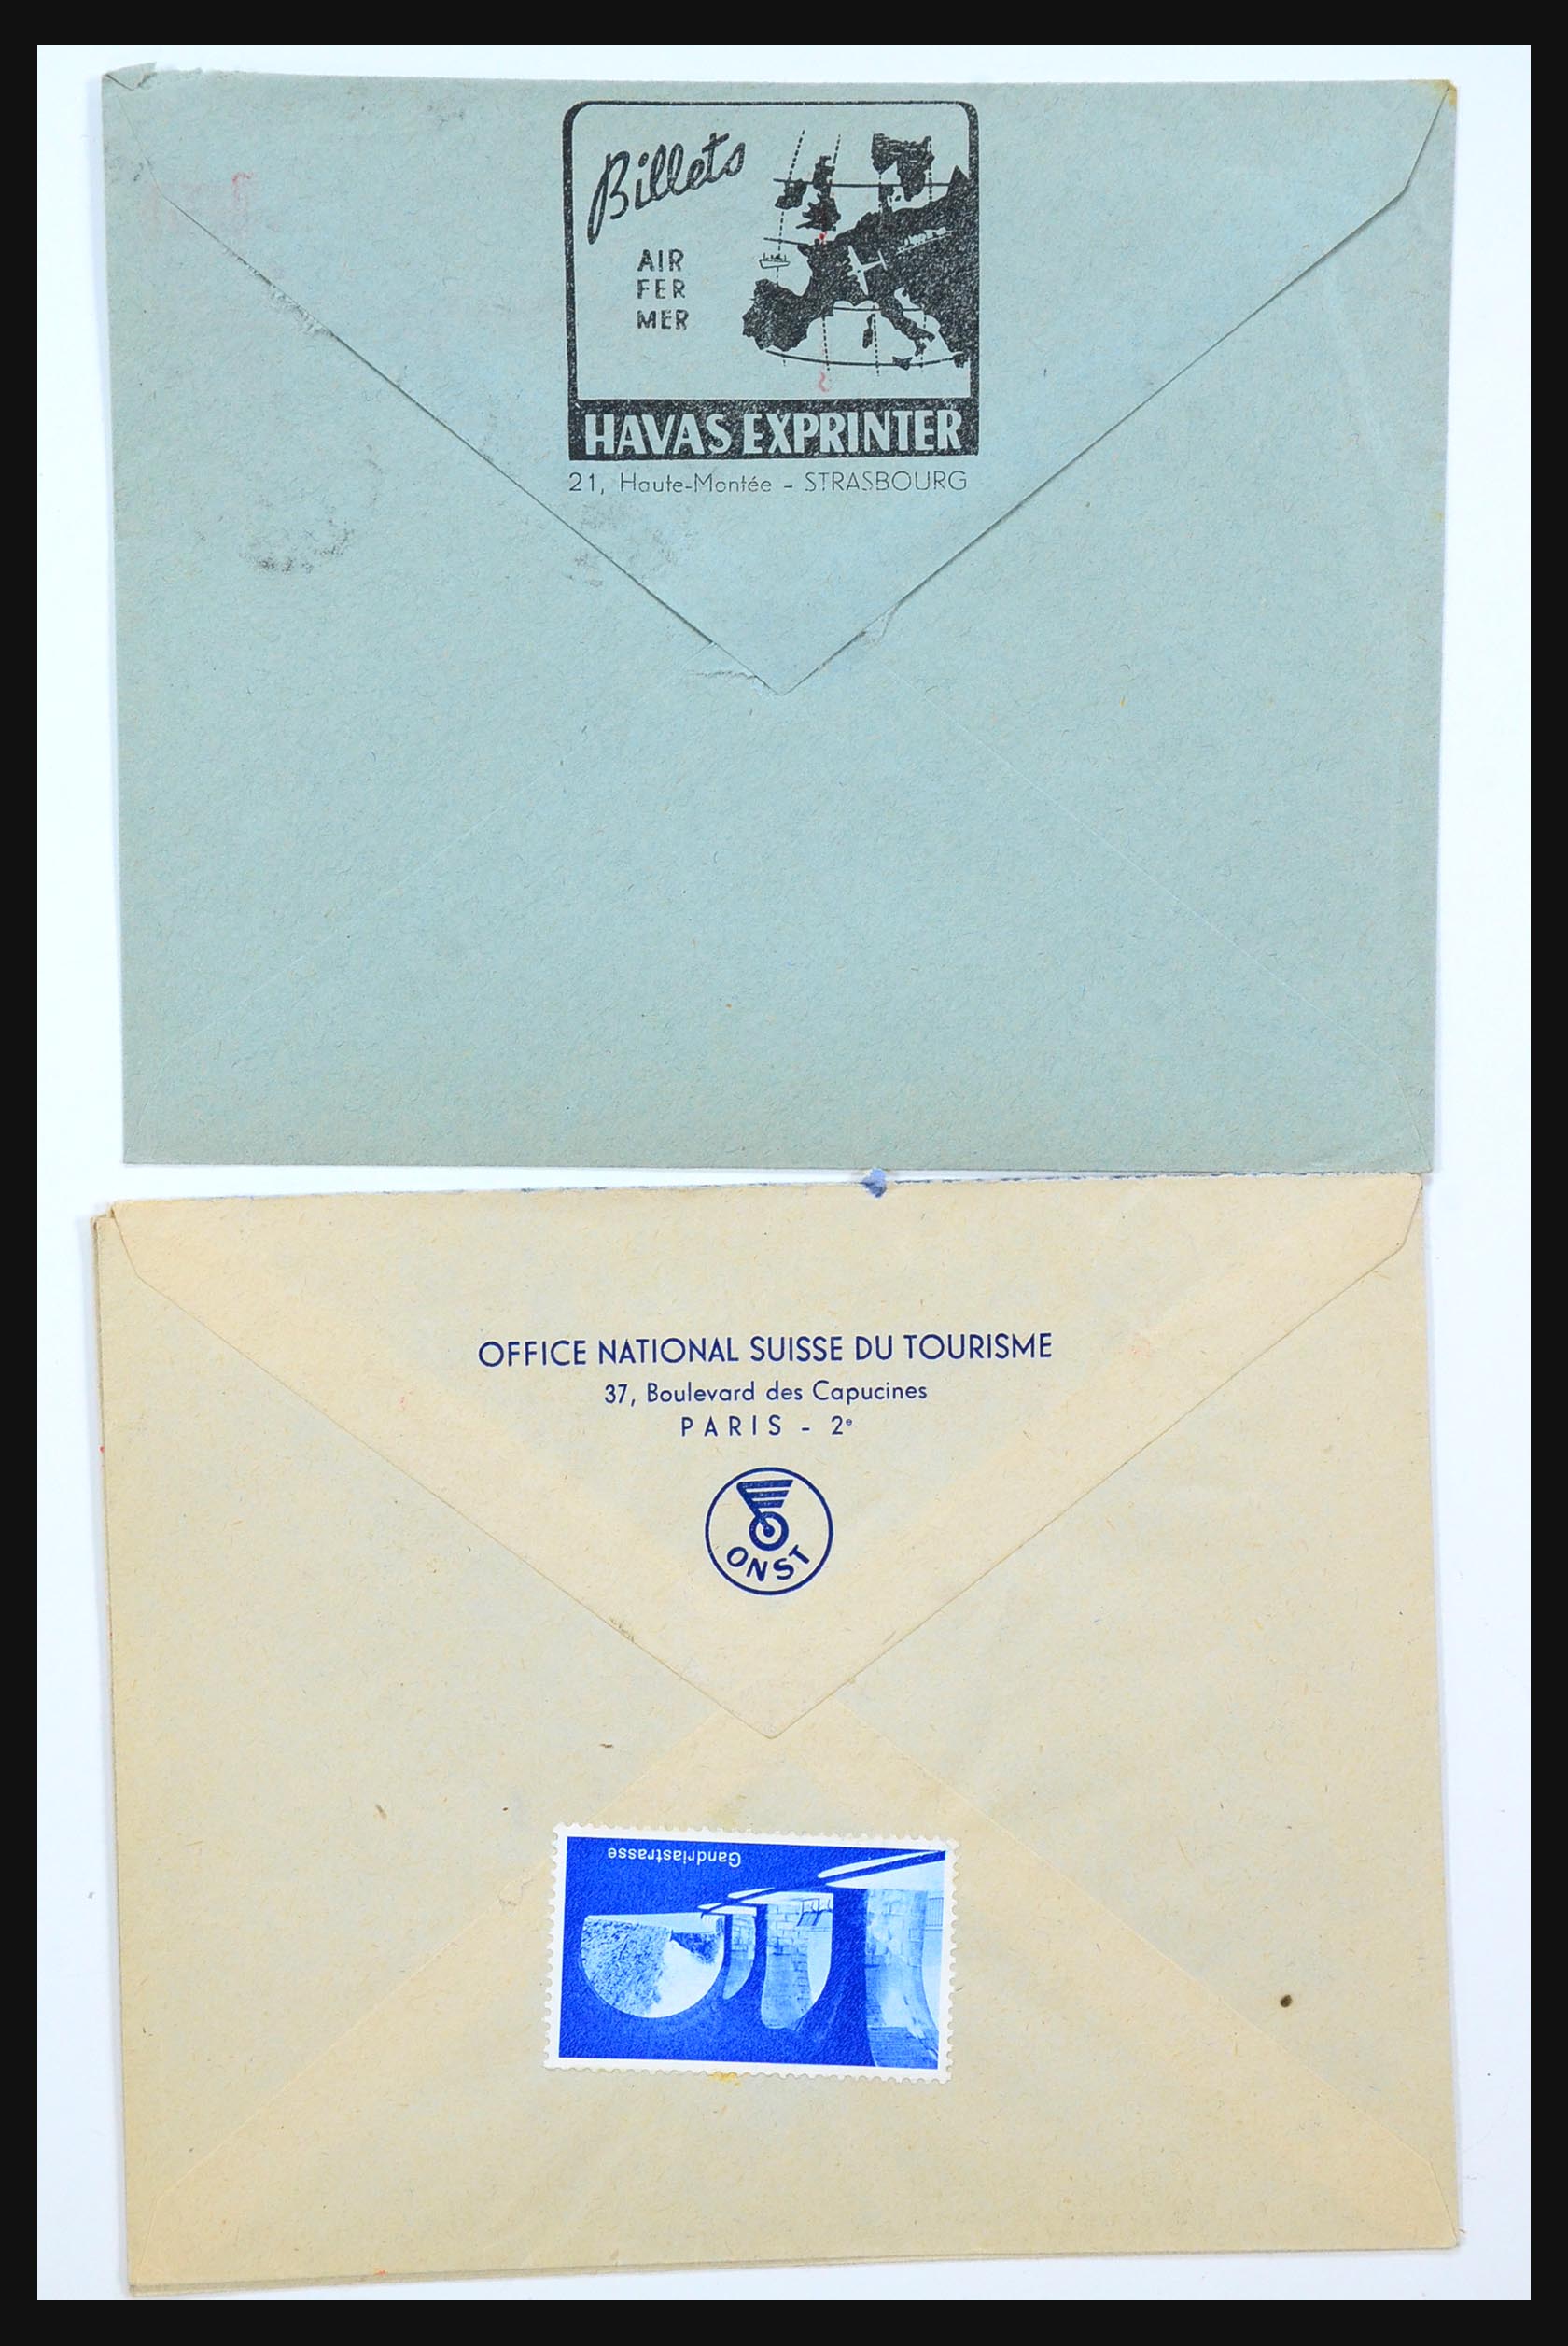 Billets
AIR
FER
MER
HAVAS EXPRINTER
21, Haute-Montée - STRASBOURG
OFFICE NATIONAL SUISSE DU TOURISME
37, Boulevard des Capucines
PARIS - 2e
ONST
Gandriastrasse